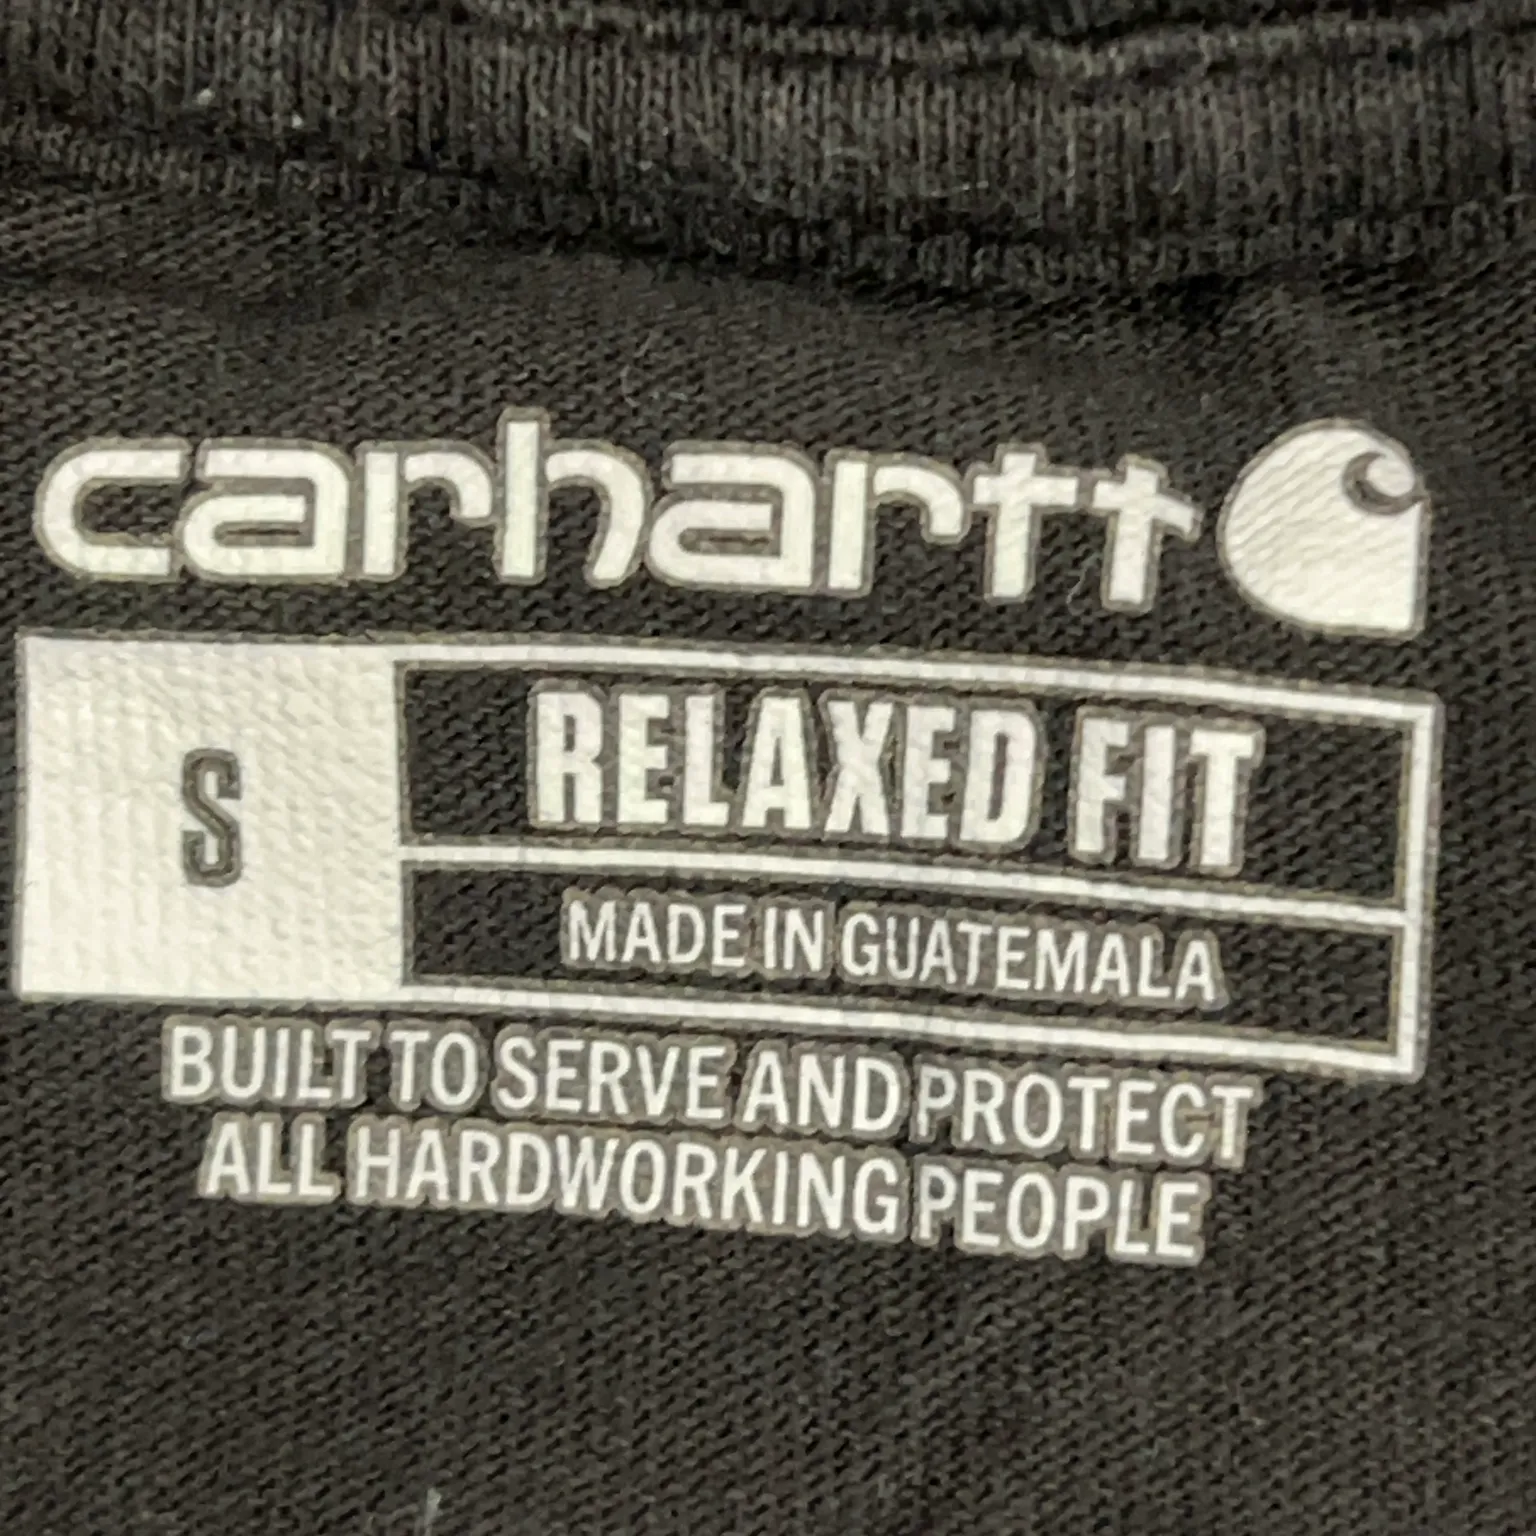 carhartt
S
RELAXED FIT
MADE IN GUATEMALA
BUILT TO SERVE AND PROTECT
ALL HARDWORKING PEOPLE